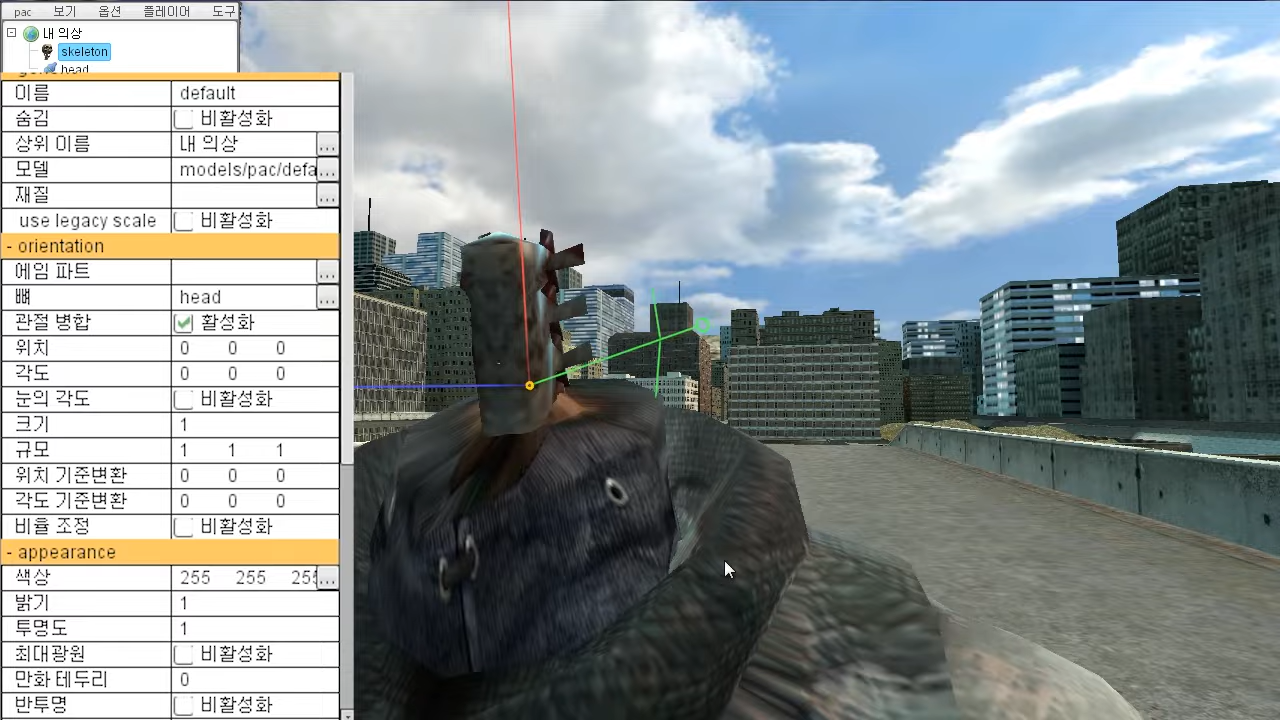 pac 보기 옵션 플레이어 도구
내 의상
skeleton
head
이름 default
숨김 비활성화
상위 이름 내 의상 ...
모델 models/pac/defa ...
재질 ...
use legacy scale 비활성화
- orientation
에임 파트 ...
뼈 head ...
관절 병합 활성화
위치 0 0 0
각도 0 0 0
눈의 각도 비활성화
크기 1
규모 1 1 1
위치 기준변환 0 0 0
각도 기준변환 0 0 0
비율 조정 비활성화
- appearance
색상 255 255 255 ...
밝기 1
투명도 1
최대광원 비활성화
만화 테두리 0
반투명 비활성화